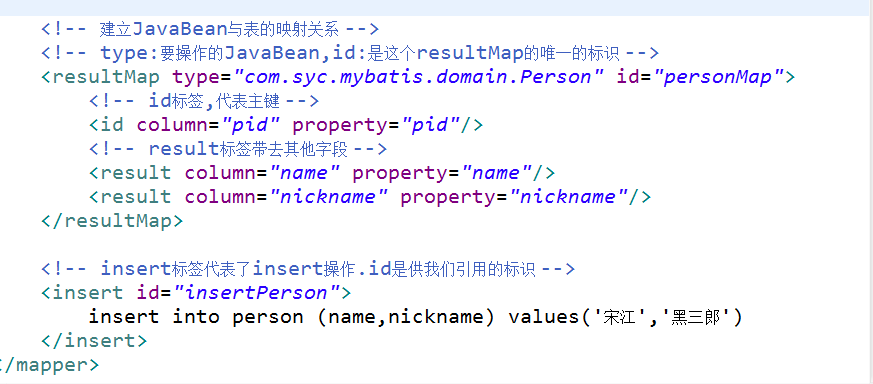 <!-- 建立JavaBean与表的映射关系 -->
<!-- type:要操作的JavaBean,id:是这个resultMap的唯一的标识 -->
<resultMap type="com.syc.mybatis.domain.Person" id="personMap">
<!-- id标签,代表主键 -->
<id column="pid" property="pid"/>
<!-- result标签带去其他字段 -->
<result column="name" property="name"/>
<result column="nickname" property="nickname"/>
</resultMap>
<!-- insert标签代表了insert操作.id是供我们引用的标识 -->
<insert id="insertPerson">
insert into person (name,nickname) values('宋江','黑三郎')
</insert>
</mapper>